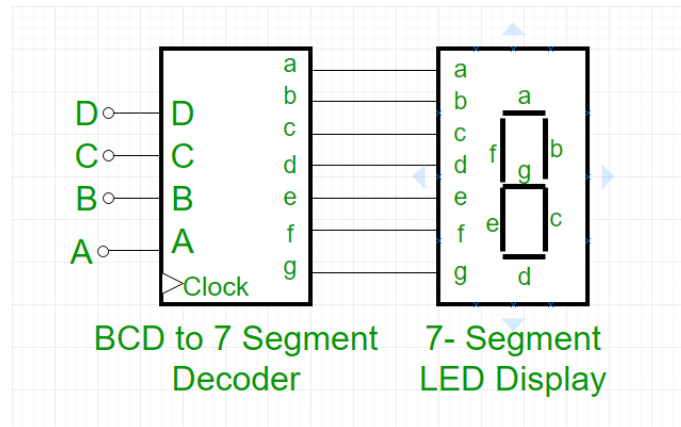 a a
b b a
c c
D D
d d f b
C C g
B B e e
e c
f f
A A
g g d
Clock
BCD to 7 Segment 7- Segment
Decoder LED Display